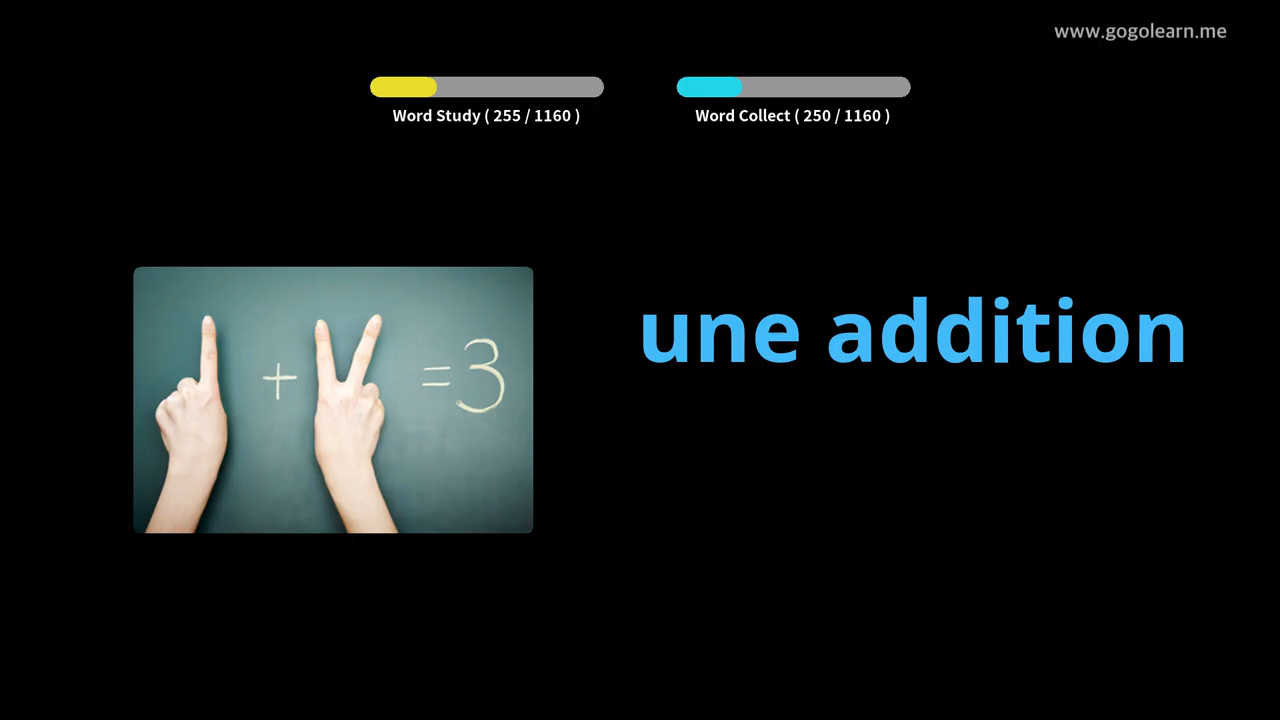 www.gogolearn.me
Word Study ( 255 / 1160 )
Word Collect ( 250 / 1160 )
+ = 3
une addition